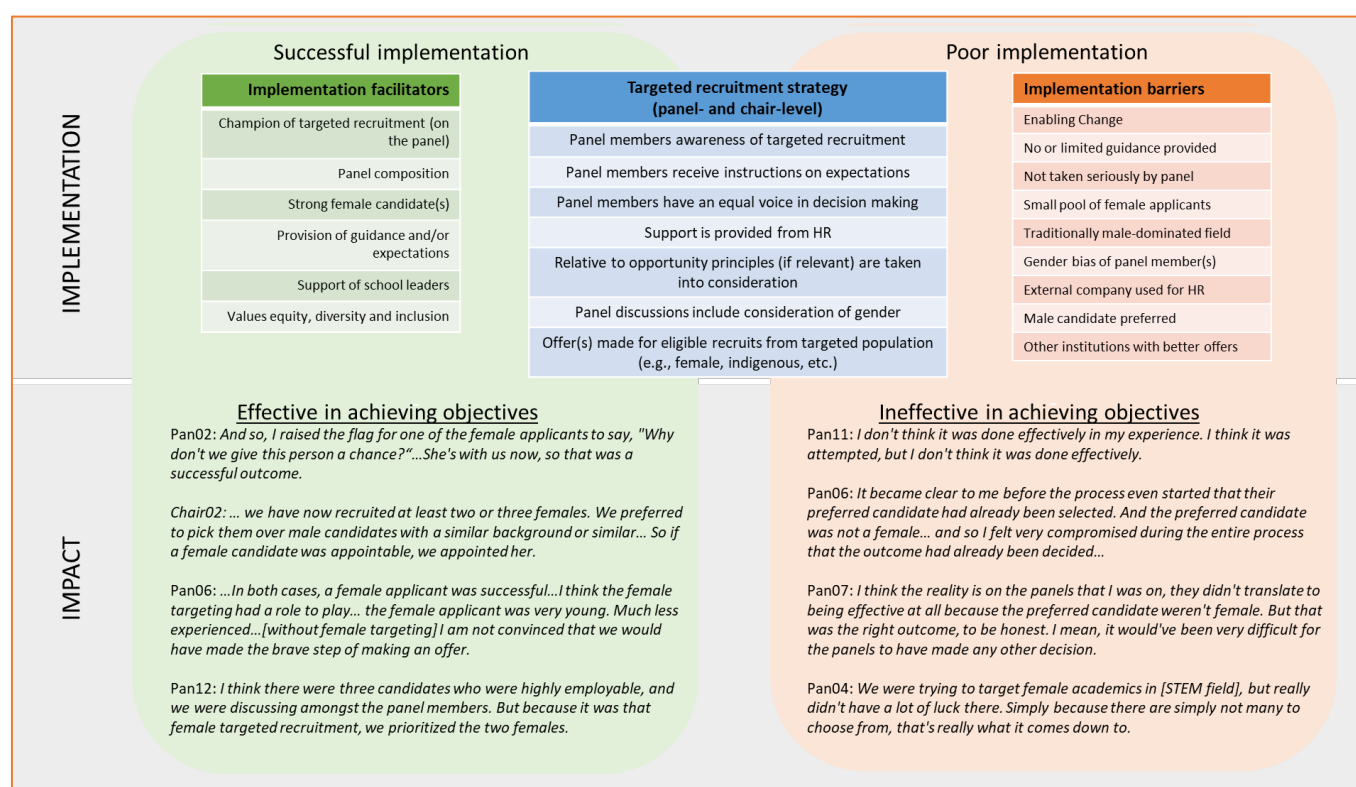 IMPLEMENTATION
Successful implementation
Implementation facilitators
Champion of targeted recruitment (on
the panel)
Panel composition
Strong female candidate(s)
Provision of guidance and/or
expectations
Support of school leaders
Values equity, diversity and inclusion
Targeted recruitment strategy
(panel- and chair-level)
Panel members awareness of targeted recruitment
Panel members receive instructions on expectations
Panel members have an equal voice in decision making
Support is provided from HR
Relative to opportunity principles (if relevant) are taken
into consideration
Panel discussions include consideration of gender
Offer(s) made for eligible recruits from targeted population
(e.g., female, indigenous, etc.)
Poor implementation
Implementation barriers
Enabling Change
No or limited guidance provided
Not taken seriously by panel
Small pool of female applicants
Traditionally male-dominated field
Gender bias of panel member(s)
External company used for HR
Male candidate preferred
Other institutions with better offers
IMPACT
Effective in achieving objectives
Pan02: And so, I raised the flag for one of the female applicants to say, "Why
don't we give this person a chance?“…She's with us now, so that was a
successful outcome.
Chair02: … we have now recruited at least two or three females. We preferred
to pick them over male candidates with a similar background or similar… So if
a female candidate was appointable, we appointed her.
Pan06: …In both cases, a female applicant was successful…I think the female
targeting had a role to play… the female applicant was very young. Much less
experienced…[without female targeting] I am not convinced that we would
have made the brave step of making an offer.
Pan12: I think there were three candidates who were highly employable, and
we were discussing amongst the panel members. But because it was that
female targeted recruitment, we prioritized the two females.
Ineffective in achieving objectives
Pan11: I don't think it was done effectively in my experience. I think it was
attempted, but I don't think it was done effectively.
Pan06: It became clear to me before the process even started that their
preferred candidate had already been selected. And the preferred candidate
was not a female… and so I felt very compromised during the entire process
that the outcome had already been decided…
Pan07: I think the reality is on the panels that I was on, they didn't translate to
being effective at all because the preferred candidate weren't female. But that
was the right outcome, to be honest. I mean, it would've been very difficult for
the panels to have made any other decision.
Pan04: We were trying to target female academics in [STEM field], but really
didn't have a lot of luck there. Simply because there are simply not many to
choose from, that's really what it comes down to.